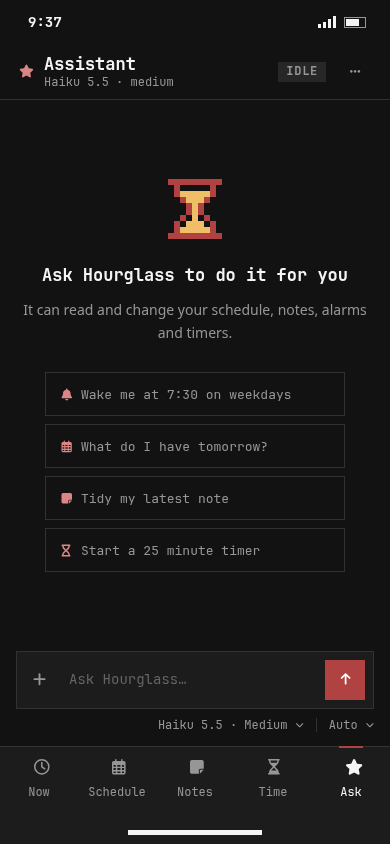 9:37
Assistant
Haiku 5.5 · medium
IDLE
Ask Hourglass to do it for you
It can read and change your schedule, notes, alarms
and timers.
Wake me at 7:30 on weekdays
What do I have tomorrow?
Tidy my latest note
Start a 25 minute timer
Ask Hourglass…
Haiku 5.5 · Medium
Auto
Now
Schedule
Notes
Time
Ask